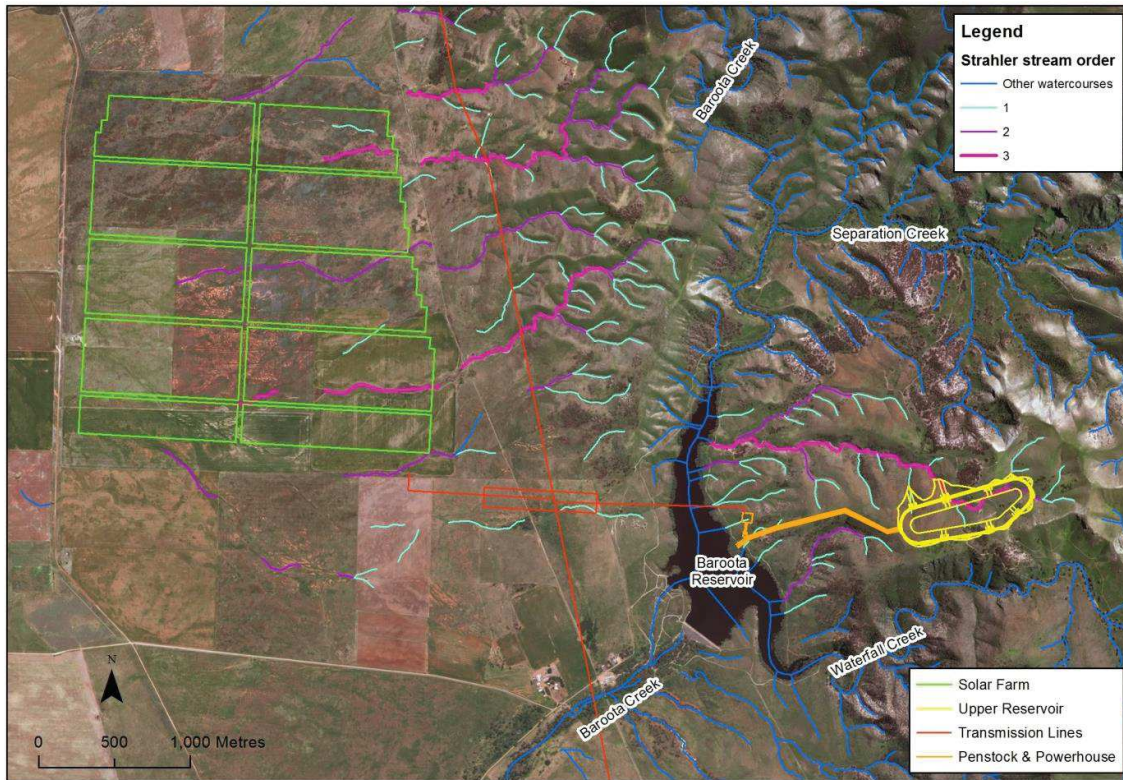 Legend
Strahler stream order
Other watercourses
1
2
3
Baroota Creek
Separation Creek
Baroota
Reservoir
Waterfall Creek
Baroota Creek
N
0 500 1,000 Metres
Solar Farm
Upper Reservoir
Transmission Lines
Penstock & Powerhouse